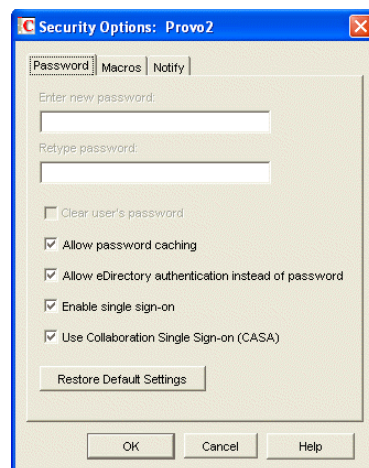 Security Options: Provo2
Password Macros Notify
Enter new password:
Retype password:
Clear user's password
Allow password caching
Allow eDirectory authentication instead of password
Enable single sign-on
Use Collaboration Single Sign-on (CASA)
Restore Default Settings
OK Cancel Help